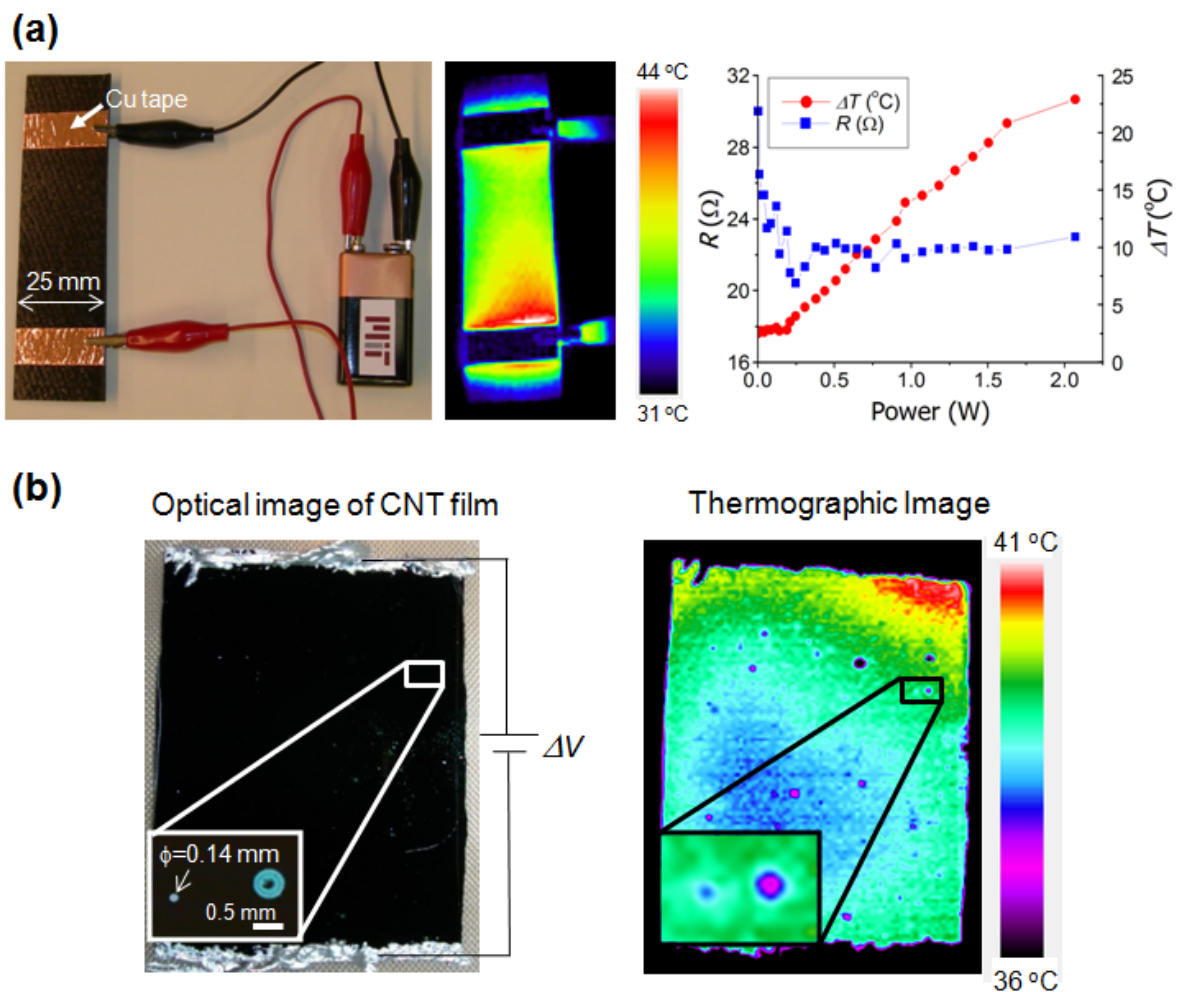 (a)
Cu tape
25 mm
44 °C
31 °C
32
28
24
20
16
R (Ω)
ΔT (°C)
R (Ω)
25
20
15
10
5
0
ΔT (°C)
0.0 0.5 1.0 1.5 2.0
Power (W)
(b)
Optical image of CNT film
Thermographic Image
41 °C
ΔV
ϕ=0.14 mm
0.5 mm
36 °C